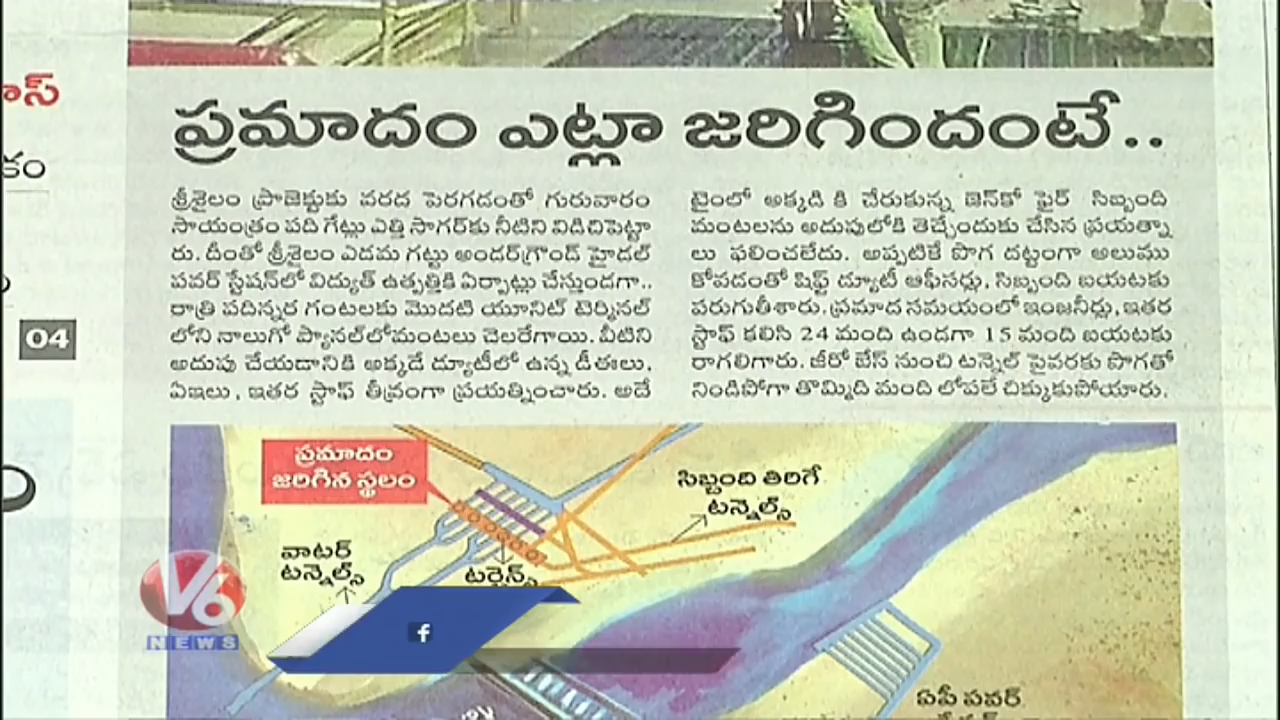 ప్రమాదం ఎట్లా జరిగిందంటే..
శ్రీశైలం ప్రాజెక్టుకు వరద పెరగడంతో గురువారం
సాయంత్రం పది గేట్లు ఎత్తి సాగర్‌కు నీటిని విడిచిపెట్టా
రు. దీంతో శ్రీశైలం ఎడమ గట్టు అండర్‌గ్రౌండ్ హైడల్
పవర్ స్టేషన్‌లో విద్యుత్ ఉత్పత్తికి ఏర్పాట్లు చేస్తుండగా..
రాత్రి పదిన్నర గంటలకు మొదటి యూనిట్ టెర్మినల్
లోని నాలుగో ప్యానల్‌లోమంటలు చెలరేగాయి. వీటిని
అదుపు చేయడానికి అక్కడే డ్యూటీలో ఉన్న డీఈలు,
ఏఇలు, ఇతర స్టాఫ్ తీవ్రంగా ప్రయత్నించారు. అదే
టైంలో అక్కడి కి చేరుకున్న జెన్‌కో ఫైర్ సిబ్బంది
మంటలను అదుపులోకి తెచ్చేందుకు చేసిన ప్రయత్నా
లు ఫలించలేదు. అప్పటికే పొగ దట్టంగా అలుము
కోవడంతో షిఫ్ట్ డ్యూటీ ఆఫీసర్లు, సిబ్బంది బయటకు
పరుగుతీశారు. ప్రమాద సమయంలో ఇంజనీర్లు, ఇతర
స్టాఫ్ కలిసి 24 మంది ఉండగా 15 మంది బయటకు
రాగలిగారు. జీరో బేస్ నుంచి టన్నెల్ పైవరకు పొగతో
నిండిపోగా తొమ్మిది మంది లోపలే చిక్కుకుపోయారు.
కం
04
ప్రమాదం
జరిగిన స్థలం
సిబ్బంది తిరిగే
టన్నెల్స్
వాటర్
టన్నెల్స్
టర్బైన్స్
V6
NEWS
f
ఏపీ పవర్